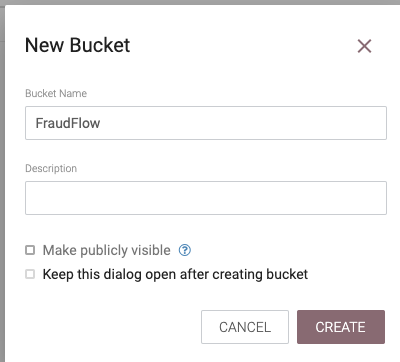 New Bucket
Bucket Name
FraudFlow
Description
Make publicly visible ?
Keep this dialog open after creating bucket
CANCEL CREATE